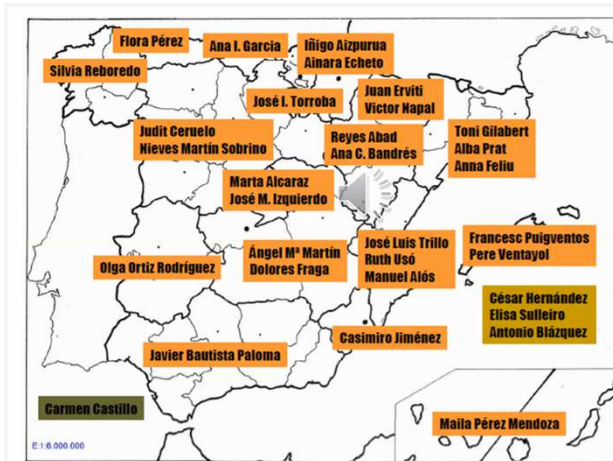 Flora Pérez
Ana I. García
Iñigo Aizpurua
Ainara Echeto
Silvia Reboredo
José I. Torroba
Juan Erviti
Victor Napal
Judit Ceruelo
Nieves Martín Sobrino
Reyes Abad
Ana C. Bandrés
Toni Gilabert
Alba Prat
Anna Feliu
Marta Alcaraz
José M. Izquierdo
Olga Ortiz Rodríguez
Ángel Mª Martín
Dolores Fraga
José Luis Trillo
Ruth Usó
Manuel Alós
Francesc Puigventos
Pere Ventayol
César Hernández
Elisa Sulleiro
Antonio Blázquez
Javier Bautista Paloma
Casimiro Jiménez
Carmen Castillo
Maila Pérez Mendoza
E:1:6.000.000